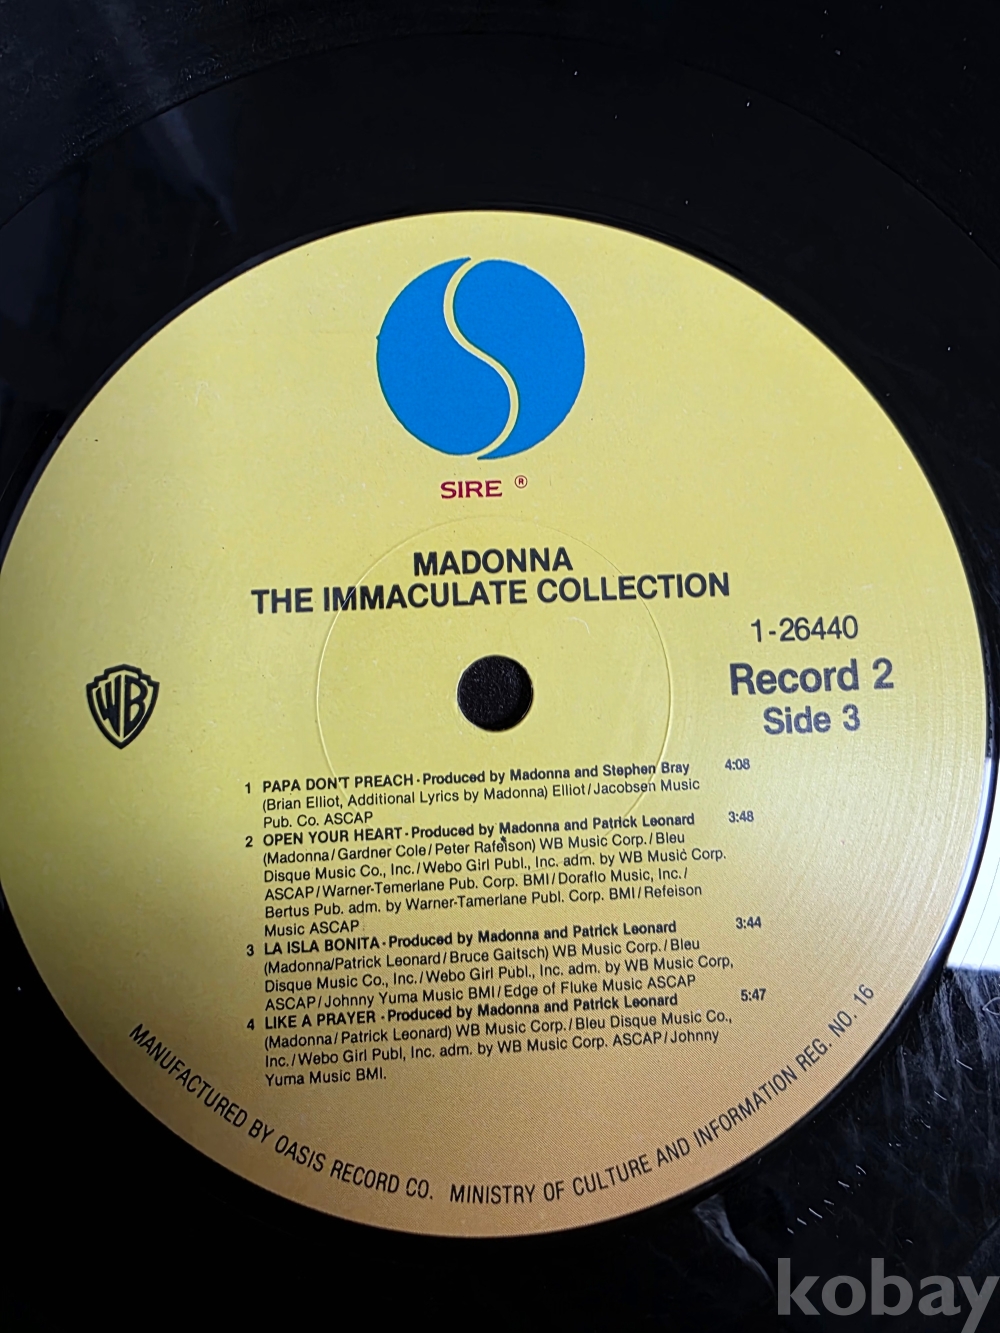 SIRE ®
MADONNA
THE IMMACULATE COLLECTION
1-26440
Record 2
Side 3
WB
1 PAPA DON'T PREACH · Produced by Madonna and Stephen Bray 4:08
(Brian Elliot, Additional Lyrics by Madonna) Elliot/Jacobsen Music
Pub. Co. ASCAP
2 OPEN YOUR HEART · Produced by Madonna and Patrick Leonard 3:48
(Madonna/Gardner Cole/Peter Rafelson) WB Music Corp./Bleu
Disque Music Co., Inc./Webo Girl Publ., Inc. adm. by WB Music Corp.
ASCAP/Warner-Temerlane Pub. Corp. BMI/Doraflo Music, Inc./
Bertus Pub. adm. by Warner-Tamerlane Publ. Corp. BMI/Refeison
Music ASCAP
3 LA ISLA BONITA · Produced by Madonna and Patrick Leonard 3:44
(Madonna/Patrick Leonard/Bruce Gaitsch) WB Music Corp./Bleu
Disque Music Co., Inc./Webo Girl Publ., Inc. adm. by WB Music Corp,
ASCAP/Johnny Yuma Music BMI/Edge of Fluke Music ASCAP
4 LIKE A PRAYER · Produced by Madonna and Patrick Leonard 5:47
(Madonna/Patrick Leonard) WB Music Corp./Bleu Disque Music Co.,
Inc./Webo Girl Publ, Inc. adm. by WB Music Corp. ASCAP/Johnny
Yuma Music BMI.
MANUFACTURED BY OASIS RECORD CO. MINISTRY OF CULTURE AND INFORMATION REG. NO. 16
kobay